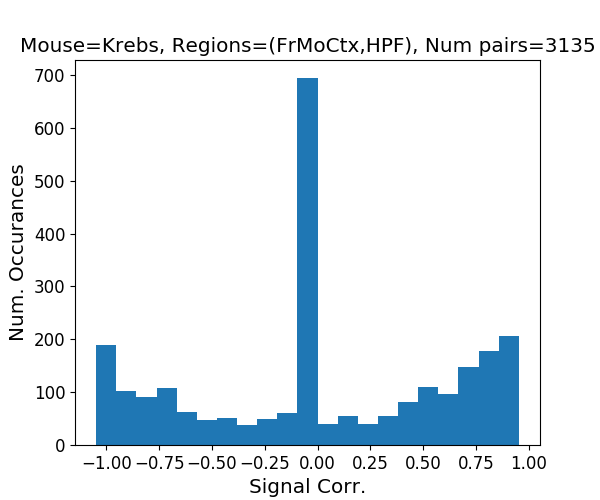 Mouse=Krebs, Regions=(FrMoCtx,HPF), Num pairs=3135
700
600
500
400
300
200
100
0
Num. Occurances
−1.00 −0.75 −0.50 −0.25 0.00 0.25 0.50 0.75 1.00
Signal Corr.